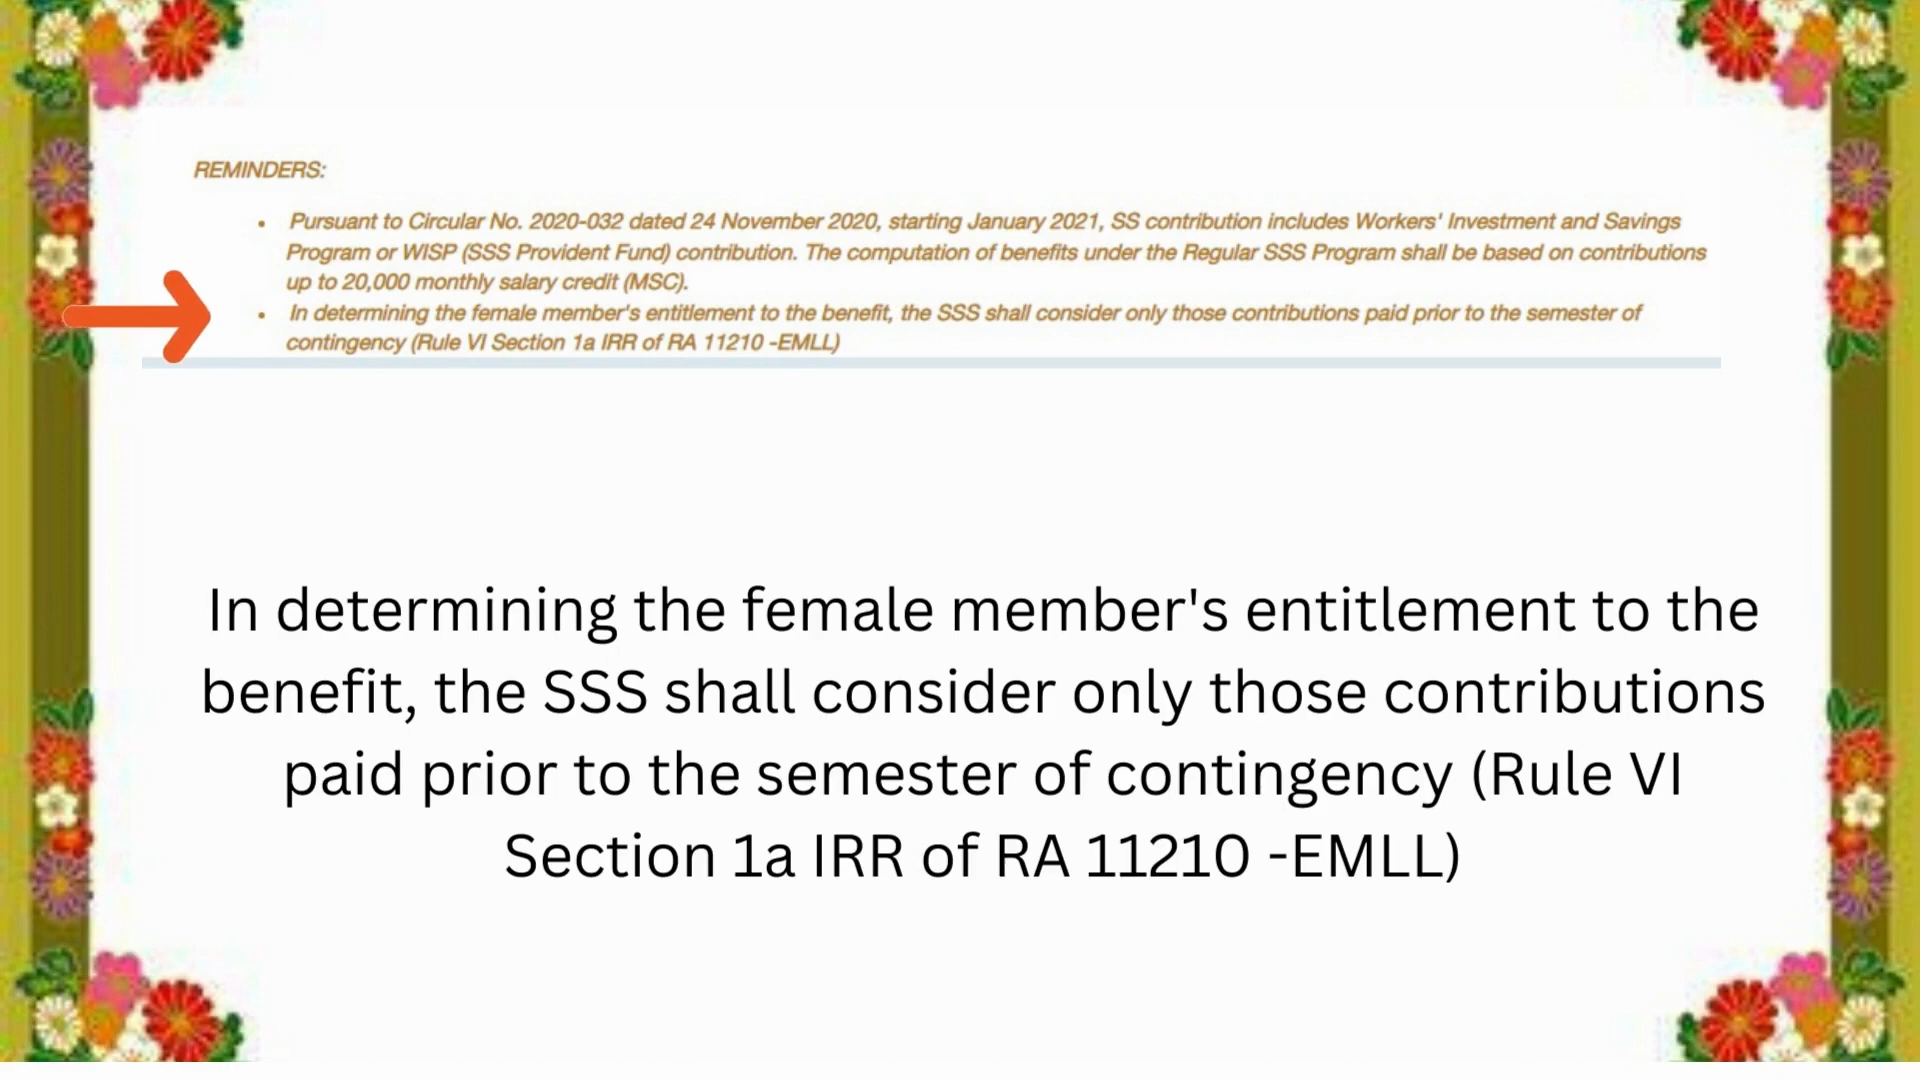 REMINDERS:
• Pursuant to Circular No. 2020-032 dated 24 November 2020, starting January 2021, SS contribution includes Workers' Investment and Savings
Program or WISP (SSS Provident Fund) contribution. The computation of benefits under the Regular SSS Program shall be based on contributions
up to 20,000 monthly salary credit (MSC).
• In determining the female member's entitlement to the benefit, the SSS shall consider only those contributions paid prior to the semester of
contingency (Rule VI Section 1a IRR of RA 11210 -EMLL)
In determining the female member's entitlement to the
benefit, the SSS shall consider only those contributions
paid prior to the semester of contingency (Rule VI
Section 1a IRR of RA 11210 -EMLL)